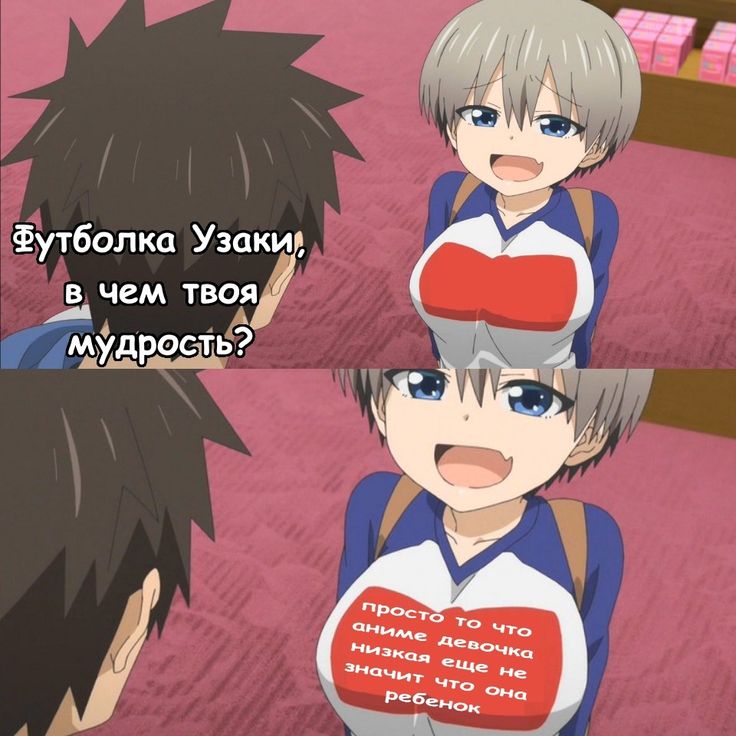 Футболка Узаки,
в чем твоя
мудрость?
просто то что
аниме девочка
низкая еще не
значит что она
ребенок